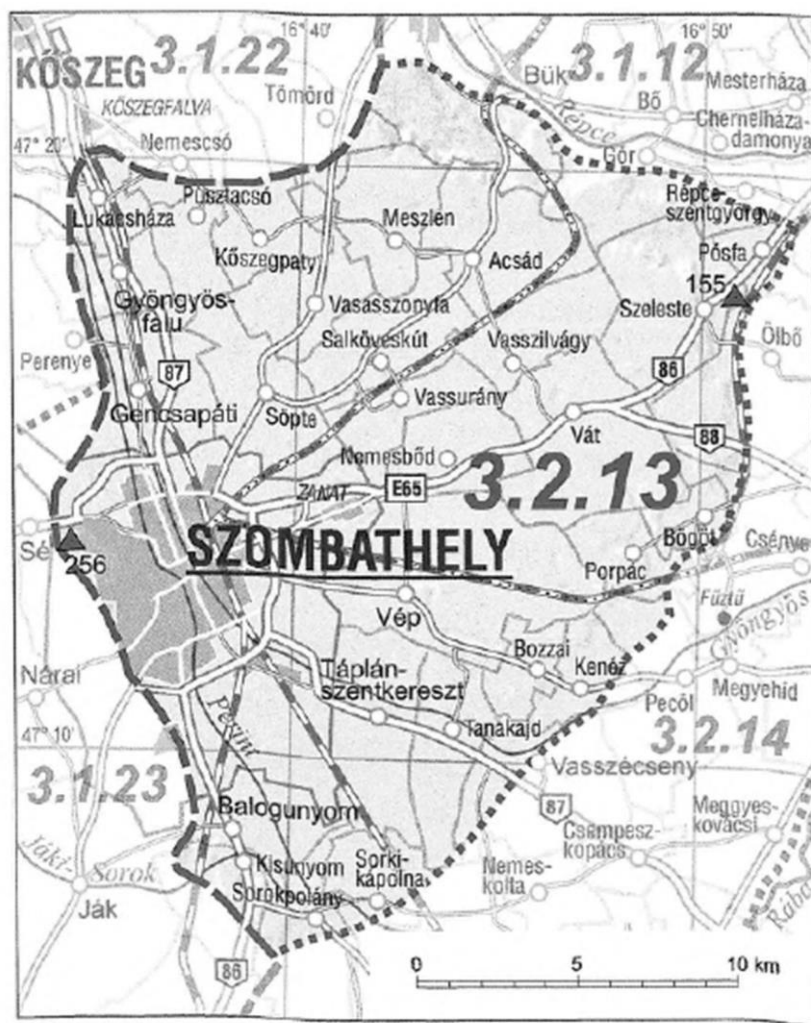 16° 40'
16° 50'
KŐSZEG
3.1.22
3.1.12
Bük
Mesterháza
KŐSZEGFALVA
Tömörd
Bő
Répce
Chernelháza-
damonya
47° 20'
Nemescsó
Gór
Pusztacsó
Répce-
szentgyörgy
Lukácsháza
Meszlen
Kőszegpaty
Acsád
Pósfa
155
Gyöngyös-
falu
Vasasszonyfa
Szeleste
Salköveskút
Vasszilvágy
Ölbő
Perenye
87
86
Gencsapáti
Söpte
Vassurány
Vát
88
Nemesbőd
3.2.13
ZANAT
E65
Sé
256
SZOMBATHELY
Bögöt
Csénye
Porpác
Vép
Fűztű
Gyöngyös
Bozzai
Kenéz
Nárai
Táplán-
szentkereszt
Pecöl
Megyehíd
Tanakajd
47° 10'
Perint
3.2.14
3.1.23
Vasszécseny
87
Balogunyom
Meggyes-
kovácsi
Csempesz-
kopács
Jáki-Sorok
Kisunyom
Sorki-
kápolna
Nemes-
kolta
Sorokpolány
Ják
Rába
86
0
5
10 km